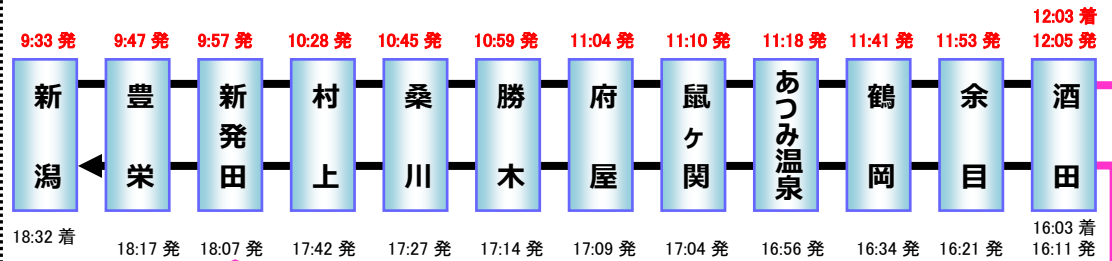 12:03 着
9:33 発 9:47 発 9:57 発 10:28 発 10:45 発 10:59 発 11:04 発 11:10 発 11:18 発 11:41 発 11:53 発 12:05 発
新潟 豊栄 新発田 村上 桑川 勝木 府屋 鼠ヶ関 あつみ温泉 鶴岡 余目 酒田
18:32 着 16:03 着
18:17 発 18:07 発 17:42 発 17:27 発 17:14 発 17:09 発 17:04 発 16:56 発 16:34 発 16:21 発 16:11 発